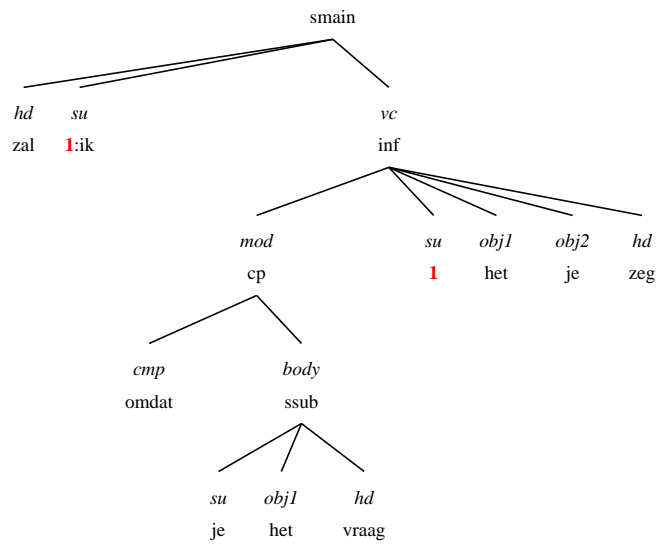 smain
hd su vc
zal 1:ik inf
mod su obj1 obj2 hd
cp 1 het je zeg
cmp body
omdat ssub
su obj1 hd
je het vraag